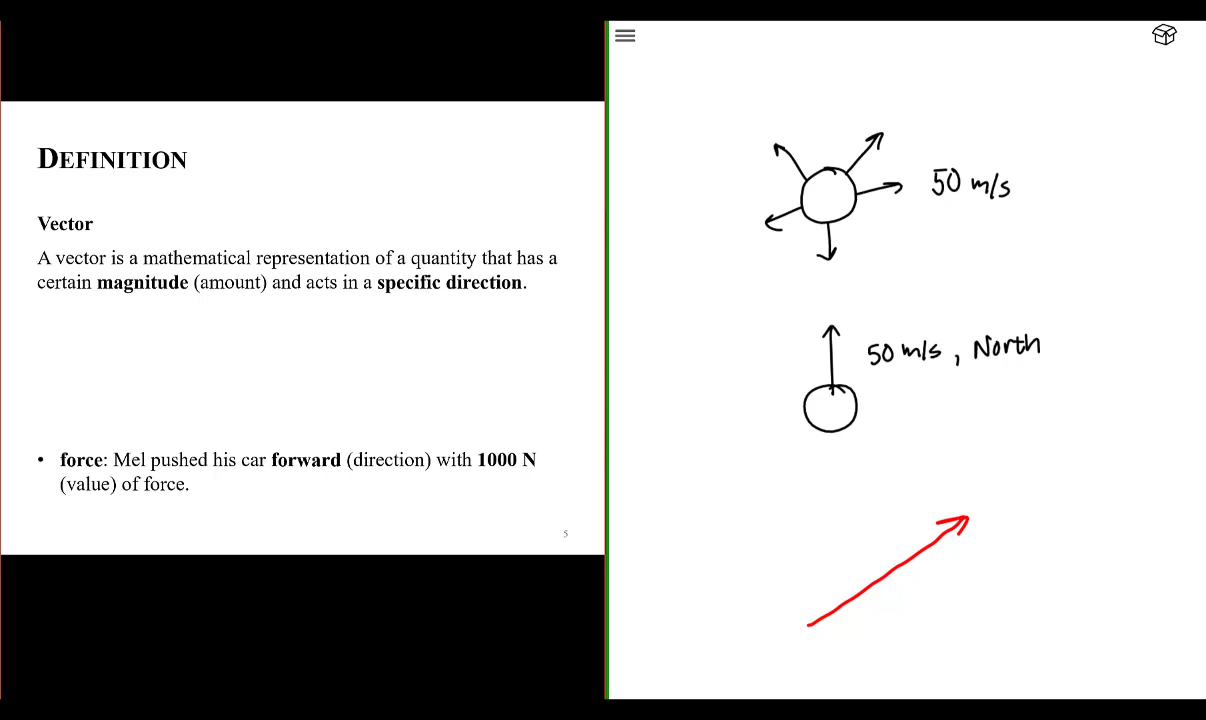 DEFINITION
Vector
A vector is a mathematical representation of a quantity that has a
certain magnitude (amount) and acts in a specific direction.
• force: Mel pushed his car forward (direction) with 1000 N
(value) of force.
5
50 m/s
50 m/s, North